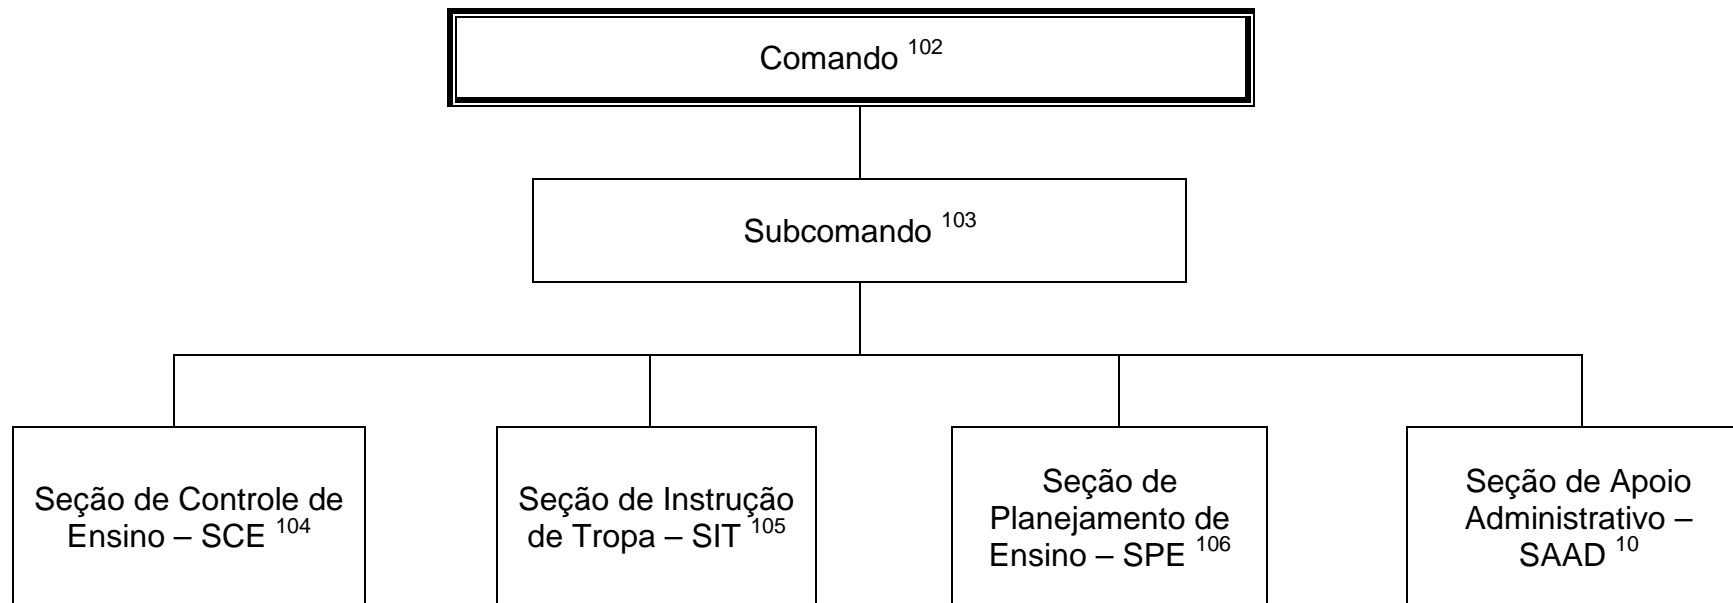 Comando 102
Subcomando 103
Seção de Controle de
Ensino – SCE 104
Seção de Instrução
de Tropa – SIT 105
Seção de
Planejamento de
Ensino – SPE 106
Seção de Apoio
Administrativo –
SAAD 10